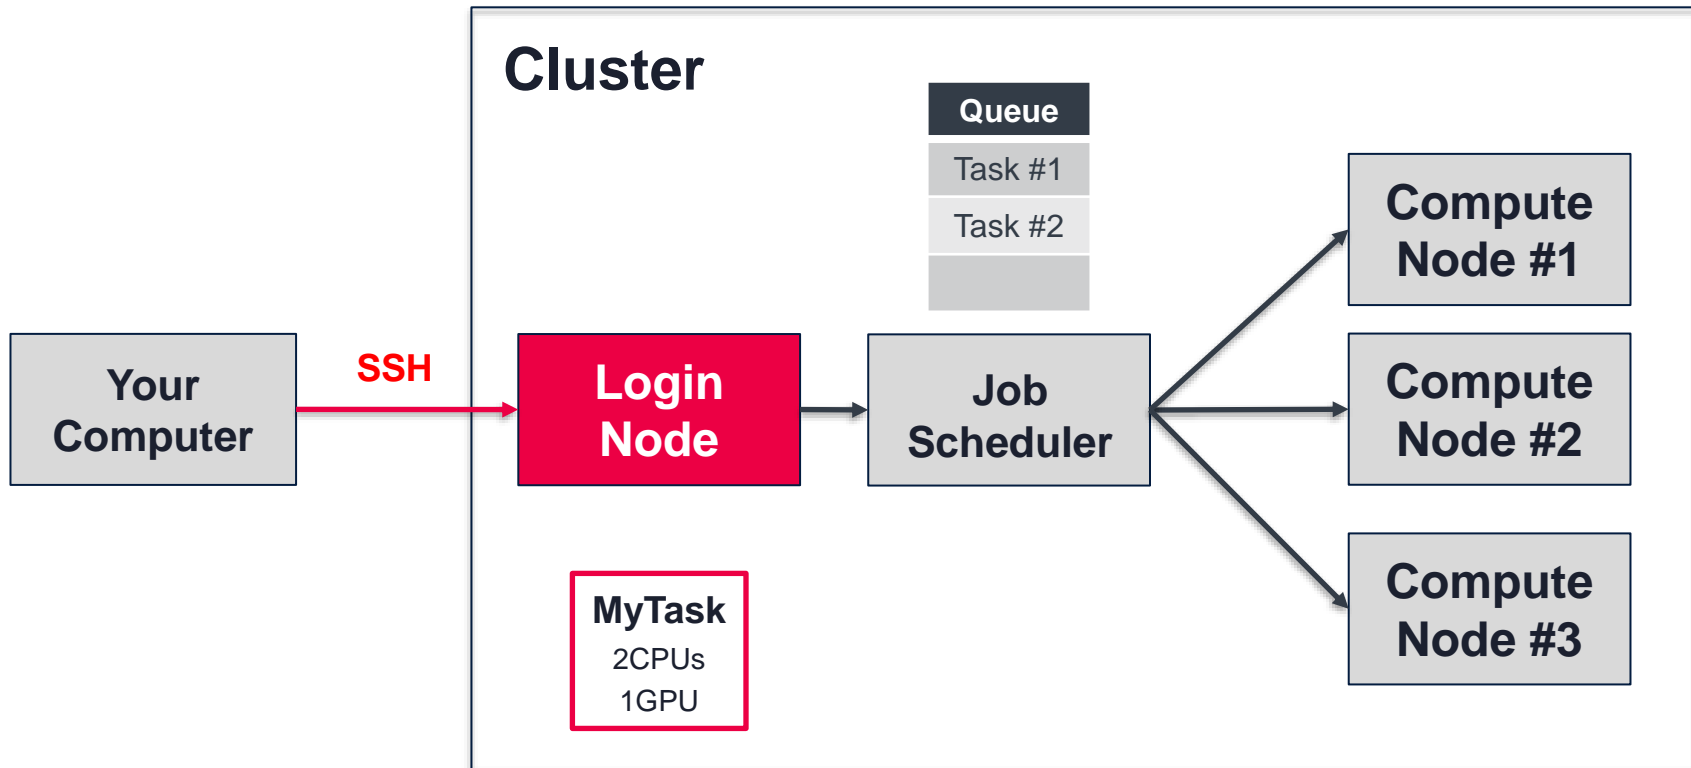 Cluster
Queue
Task #1
Task #2
Your
Computer
SSH
Login
Node
Job
Scheduler
Compute
Node #1
Compute
Node #2
Compute
Node #3
MyTask
2CPUs
1GPU